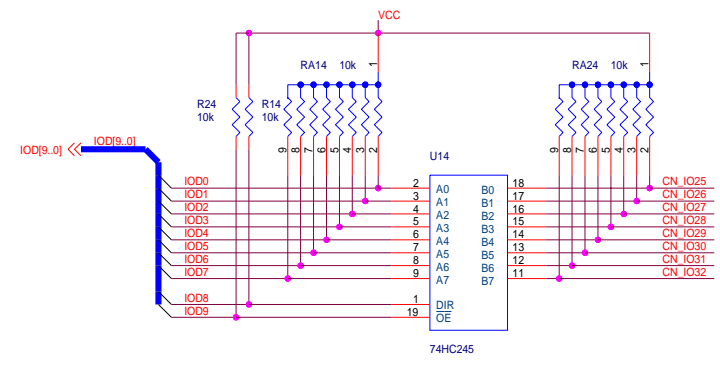 VCC
RA14 10k 1
RA24 10k 1
R24 10k
R14 10k
9 8 7 6 5 4 3 2
9 8 7 6 5 4 3 2
IOD[9..0]
IOD[9..0]
U14
IOD0 2 A0 B0 18 CN_IO25
IOD1 3 A1 B1 17 CN_IO26
IOD2 4 A2 B2 16 CN_IO27
IOD3 5 A3 B3 15 CN_IO28
IOD4 6 A4 B4 14 CN_IO29
IOD5 7 A5 B5 13 CN_IO30
IOD6 8 A6 B6 12 CN_IO31
IOD7 9 A7 B7 11 CN_IO32
IOD8 1 DIR
IOD9 19 OE
74HC245